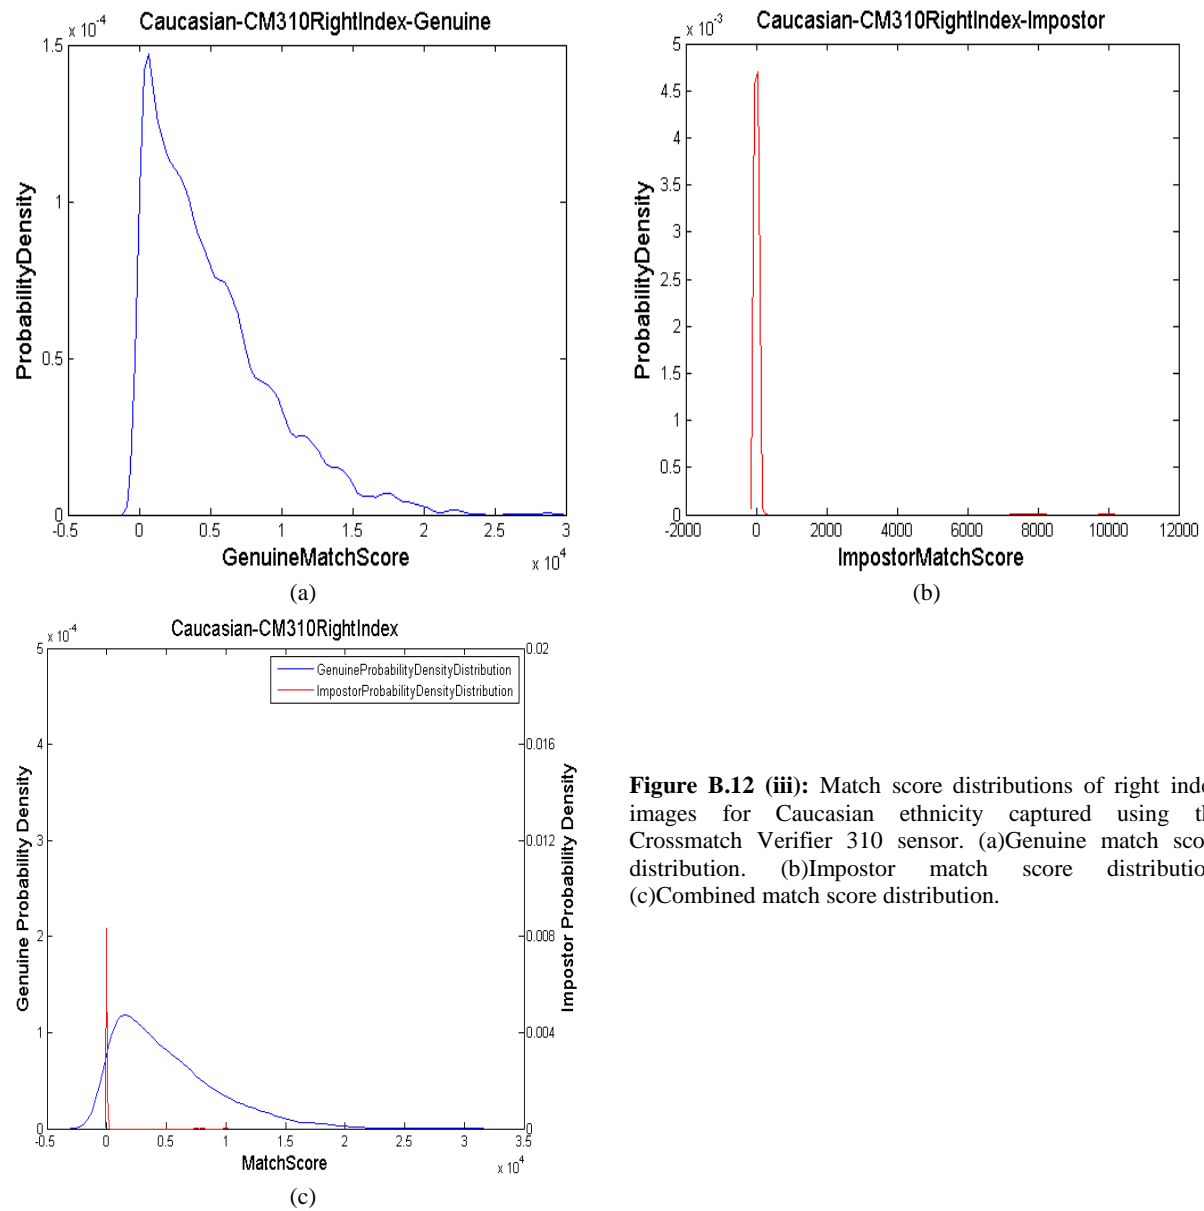 Caucasian-CM310RightIndex-Genuine
x 10^-4
1.5
1
0.5
0
ProbabilityDensity
-0.5 0 0.5 1 1.5 2 2.5 3
GenuineMatchScore
x 10^4
(a)
Caucasian-CM310RightIndex-Impostor
x 10^-3
5
4.5
4
3.5
3
2.5
2
1.5
1
0.5
0
ProbabilityDensity
-2000 0 2000 4000 6000 8000 10000 12000
ImpostorMatchScore
(b)
Caucasian-CM310RightIndex
x 10^-4
5
4
3
2
1
0
Genuine Probability Density
GenuineProbabilityDensityDistribution
ImpostorProbabilityDensityDistribution
0.02
0.016
0.012
0.008
0.004
0
Impostor Probability Density
-0.5 0 0.5 1 1.5 2 2.5 3 3.5
MatchScore
x 10^4
(c)
Figure B.12 (iii): Match score distributions of right inde
images for Caucasian ethnicity captured using th
Crossmatch Verifier 310 sensor. (a)Genuine match sco
distribution. (b)Impostor match score distributio
(c)Combined match score distribution.